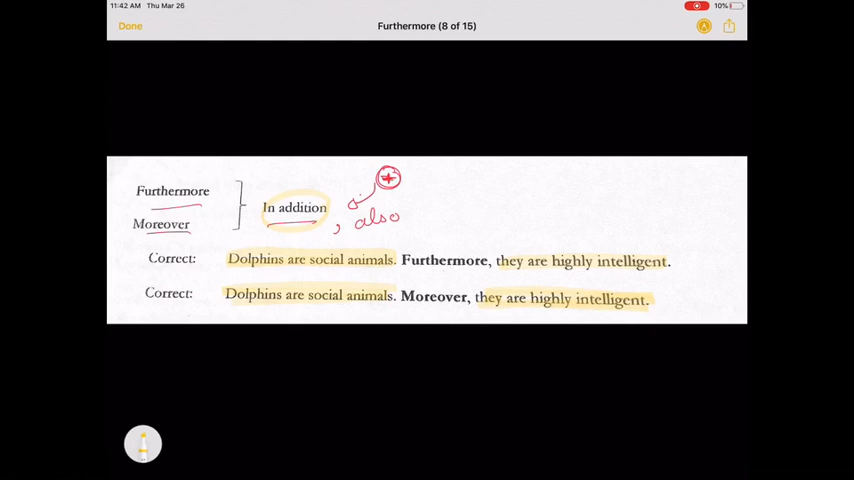 11:42 AM Thu Mar 26
10%
Done
Furthermore (8 of 15)
Furthermore
In addition , also
Moreover
Correct: Dolphins are social animals. Furthermore, they are highly intelligent.
Correct: Dolphins are social animals. Moreover, they are highly intelligent.